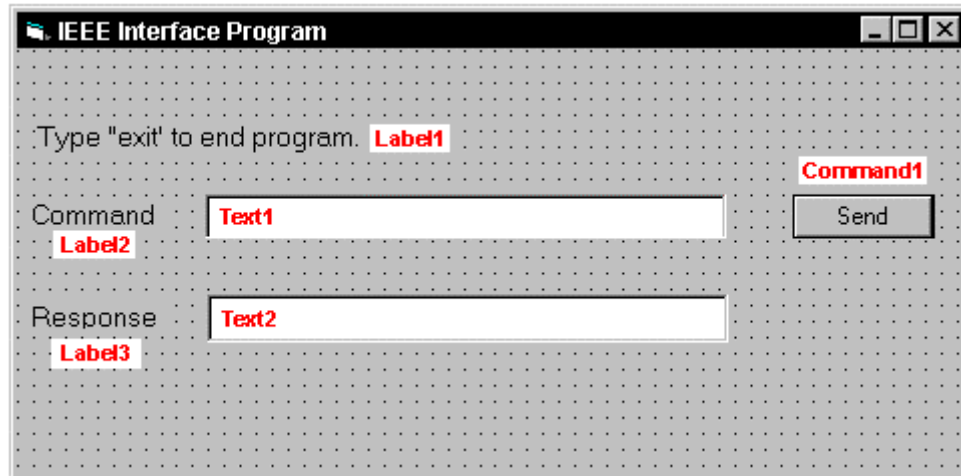 IEEE Interface Program
Type "exit' to end program. Label1
Command1
Command Text1 Send
Label2
Response Text2
Label3